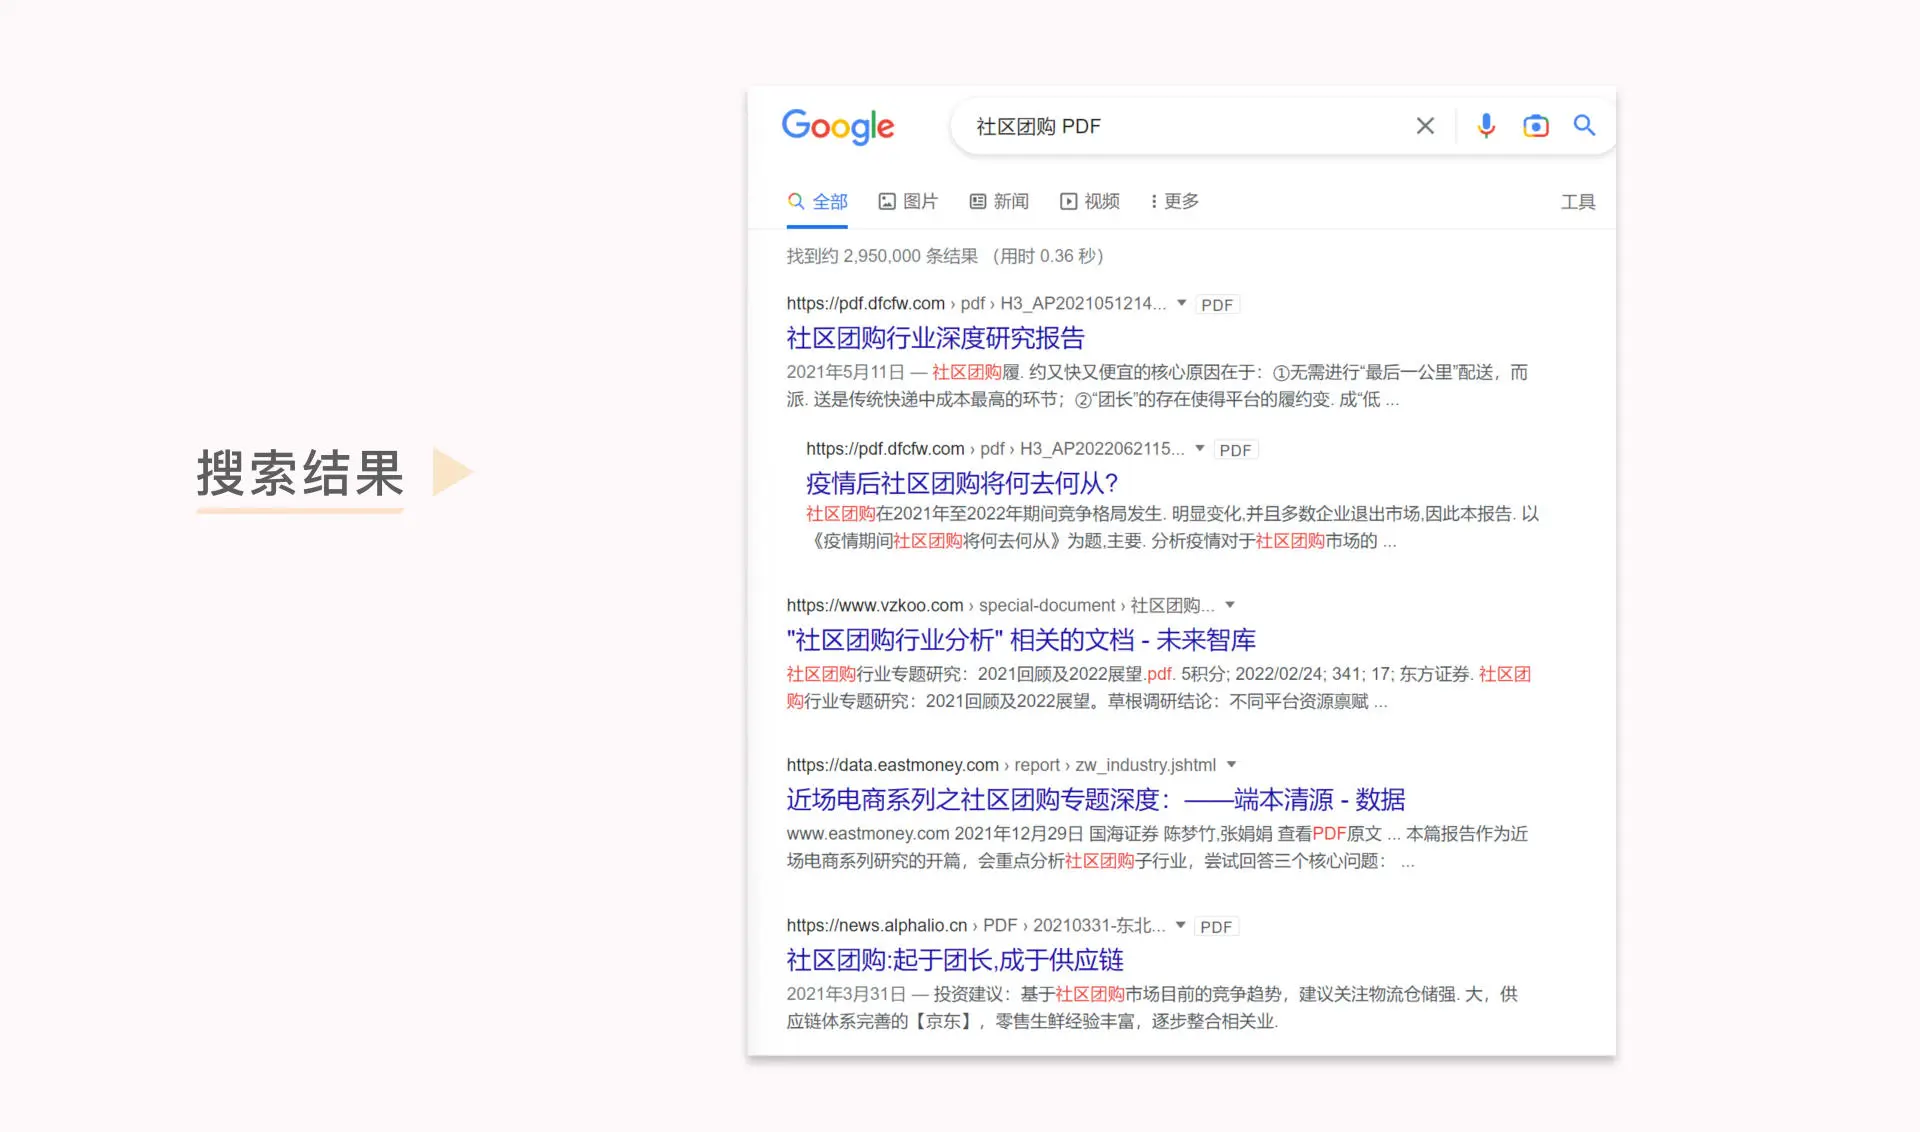 搜索结果
Google
社区团购 PDF
全部 图片 新闻 视频 更多 工具
找到约 2,950,000 条结果 （用时 0.36 秒）
https://pdf.dfcfw.com › pdf › H3_AP2021051214... PDF
社区团购行业深度研究报告
2021年5月11日 — 社区团购履. 约又快又便宜的核心原因在于：①无需进行“最后一公里”配送，而
派. 送是传统快递中成本最高的环节；②“团长”的存在使得平台的履约变. 成“低 ...
https://pdf.dfcfw.com › pdf › H3_AP2022062115... PDF
疫情后社区团购将何去何从?
社区团购在2021年至2022年期间竞争格局发生. 明显变化,并且多数企业退出市场,因此本报告. 以
《疫情期间社区团购将何去何从》为题,主要. 分析疫情对于社区团购市场的 ...
https://www.vzkoo.com › special-document › 社区团购...
"社区团购行业分析" 相关的文档 - 未来智库
社区团购行业专题研究：2021回顾及2022展望.pdf. 5积分; 2022/02/24; 341; 17; 东方证券. 社区团
购行业专题研究：2021回顾及2022展望。草根调研结论：不同平台资源禀赋 ...
https://data.eastmoney.com › report › zw_industry.jshtml
近场电商系列之社区团购专题深度：——端本清源 - 数据
www.eastmoney.com 2021年12月29日 国海证券 陈梦竹,张娟娟 查看PDF原文 ... 本篇报告作为近
场电商系列研究的开篇，会重点分析社区团购子行业，尝试回答三个核心问题： ...
https://news.alphalio.cn › PDF › 20210331-东北... PDF
社区团购:起于团长,成于供应链
2021年3月31日 — 投资建议：基于社区团购市场目前的竞争趋势，建议关注物流仓储强. 大，供
应链体系完善的【京东】，零售生鲜经验丰富，逐步整合相关业.